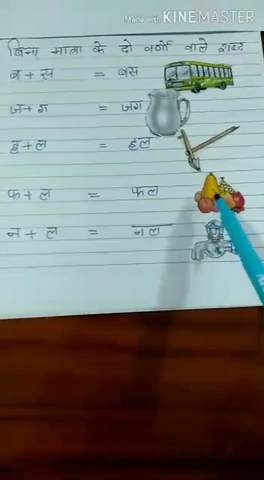 Made with KINEMASTER
बिना मात्रा के दो वर्णों वाले शब्द
ब + स = बस
ज + ग = जग
ह + ल = हल
फ + ल = फल
न + ल = नल